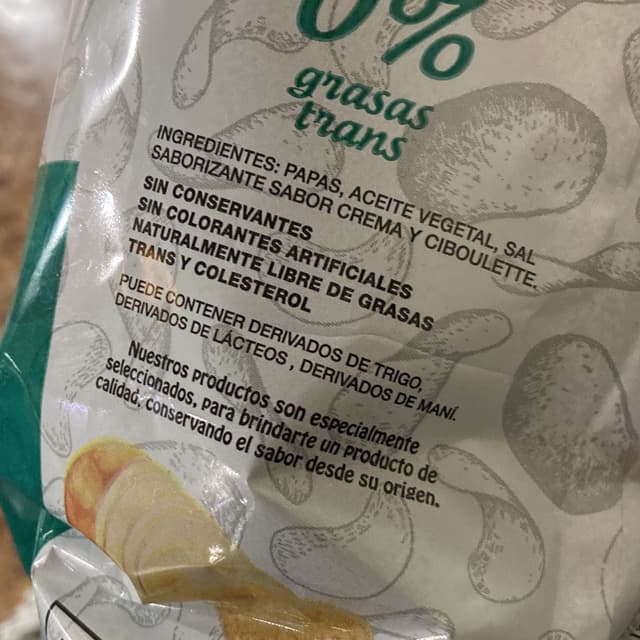 0%
grasas
trans
INGREDIENTES: PAPAS, ACEITE VEGETAL, SAL
SABORIZANTE SABOR CREMA Y CIBOULETTE.
SIN CONSERVANTES
SIN COLORANTES ARTIFICIALES
NATURALMENTE LIBRE DE GRASAS
TRANS Y COLESTEROL
PUEDE CONTENER DERIVADOS DE TRIGO,
DERIVADOS DE LÁCTEOS , DERIVADOS DE MANÍ.
Nuestros productos son especialmente
seleccionados, para brindarte un producto de
calidad, conservando el sabor desde su origen.